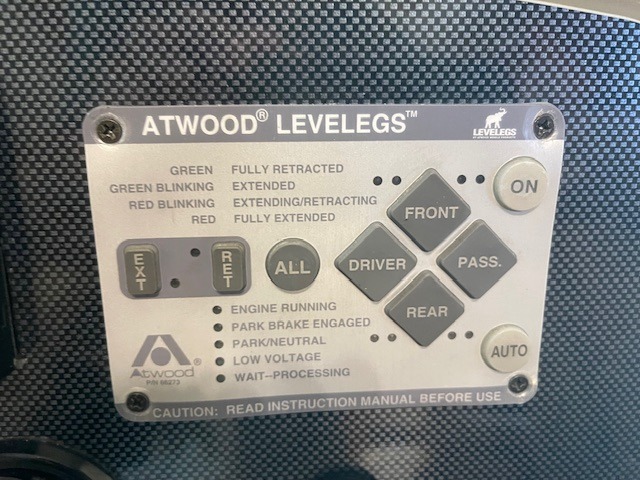 ATWOOD® LEVELEGS™
LEVELEGS
GREEN FULLY RETRACTED
GREEN BLINKING EXTENDED
RED BLINKING EXTENDING/RETRACTING
RED FULLY EXTENDED
ON
FRONT
EXT
RET
ALL
DRIVER
PASS.
REAR
ENGINE RUNNING
PARK BRAKE ENGAGED
PARK/NEUTRAL
LOW VOLTAGE
WAIT--PROCESSING
AUTO
Atwood®
P/N 66273
CAUTION: READ INSTRUCTION MANUAL BEFORE USE